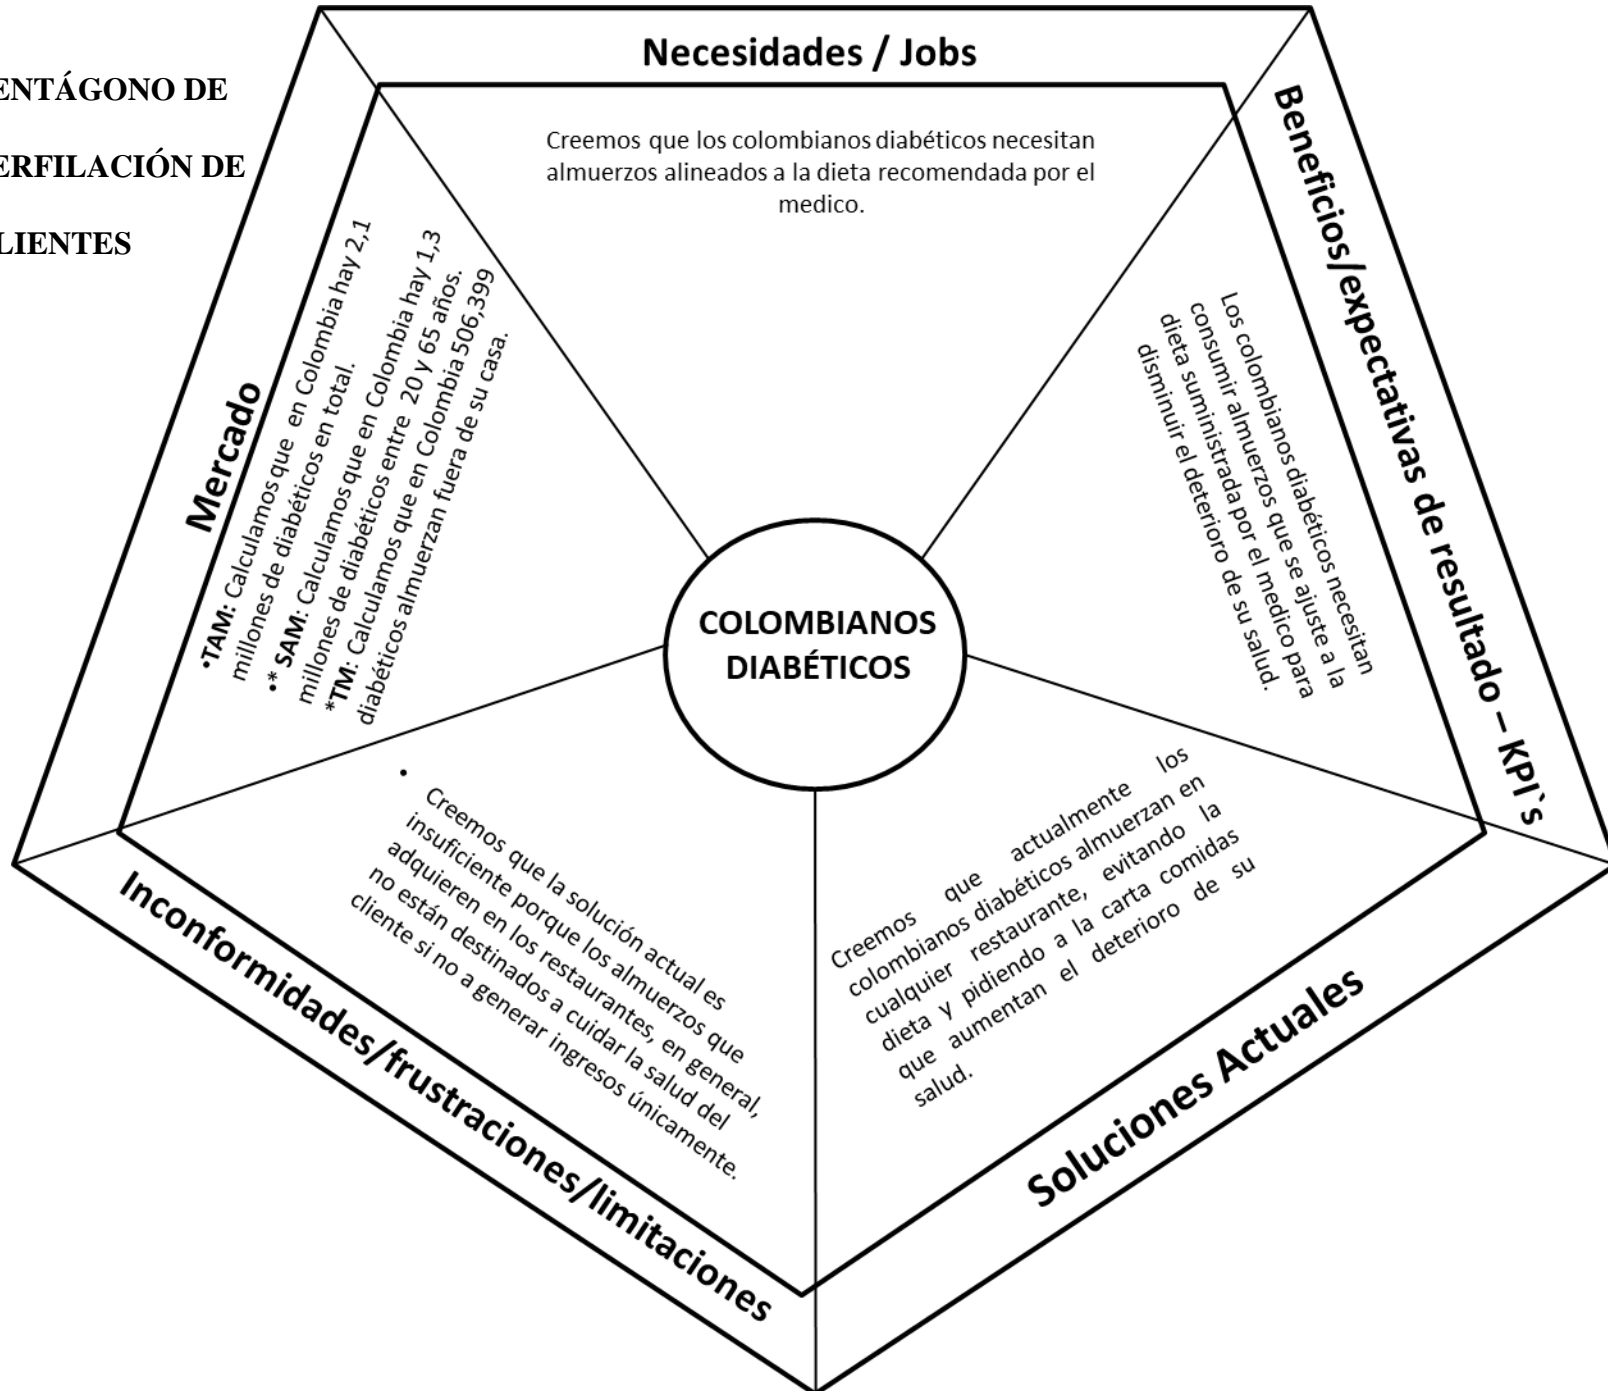 ENTÁGONO DE
ERFILACIÓN DE
LIENTES
Necesidades / Jobs
Creemos que los colombianos diabéticos necesitan
almuerzos alineados a la dieta recomendada por el
medico.
Beneficios/expectativas de resultado – KPI`s
Los colombianos diabéticos necesitan
consumir almuerzos que se ajuste a la
dieta suministrada por el medico para
disminuir el deterioro de su salud.
Mercado
•TAM: Calculamos que en Colombia hay 2,1
millones de diabéticos en total.
•* SAM: Calculamos que en Colombia hay 1,3
millones de diabéticos entre 20 y 65 años.
*TM: Calculamos que en Colombia 506,399
diabéticos almuerzan fuera de su casa.
COLOMBIANOS
DIABÉTICOS
Inconformidades/frustraciones/limitaciones
• Creemos que la solución actual es
insuficiente porque los almuerzos que
adquieren en los restaurantes, en general,
no están destinados a cuidar la salud del
cliente si no a generar ingresos únicamente.
Soluciones Actuales
Creemos que actualmente los
colombianos diabéticos almuerzan en
cualquier restaurante, evitando la
dieta y pidiendo a la carta comidas
que aumentan el deterioro de su
salud.